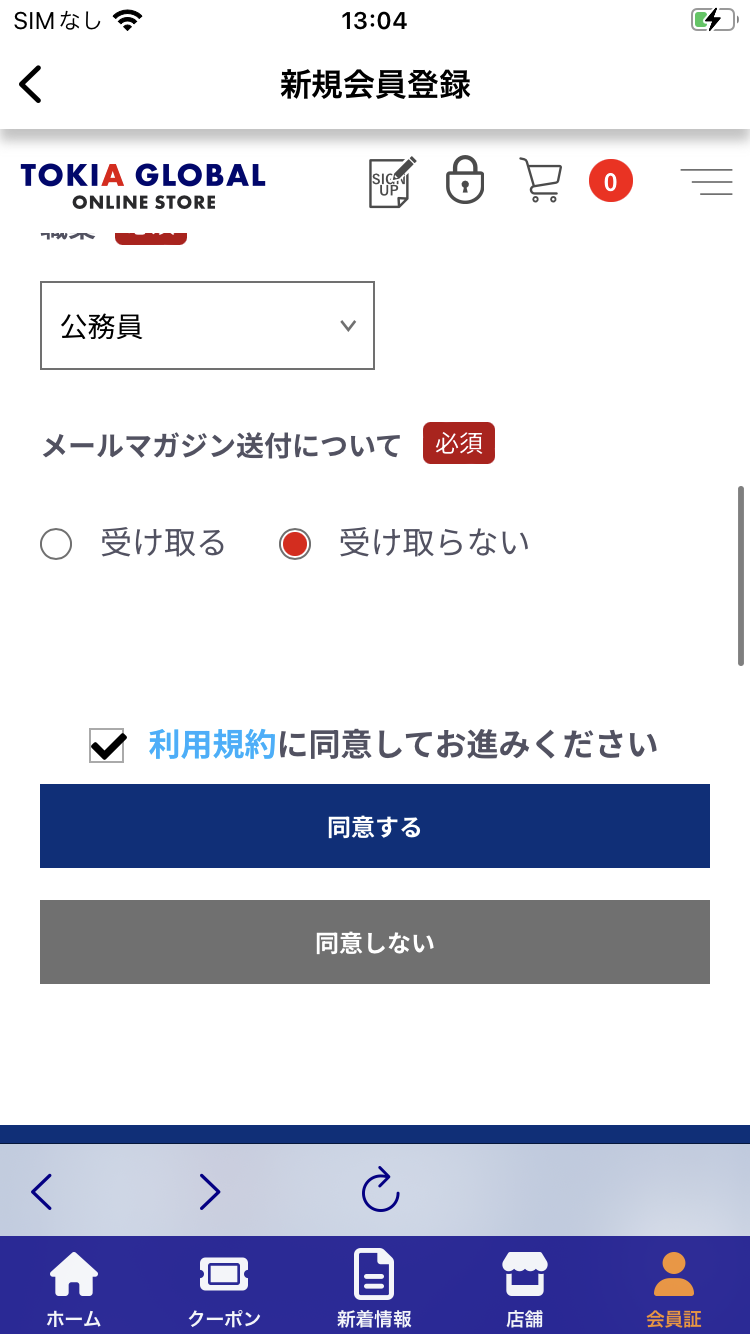 SIMなし 13:04
新規会員登録
TOKIA GLOBAL
ONLINE STORE
SIGN
UP
0
職業 必須
公務員
メールマガジン送付について 必須
受け取る 受け取らない
利用規約に同意してお進みください
同意する
同意しない
ホーム クーポン 新着情報 店舗 会員証